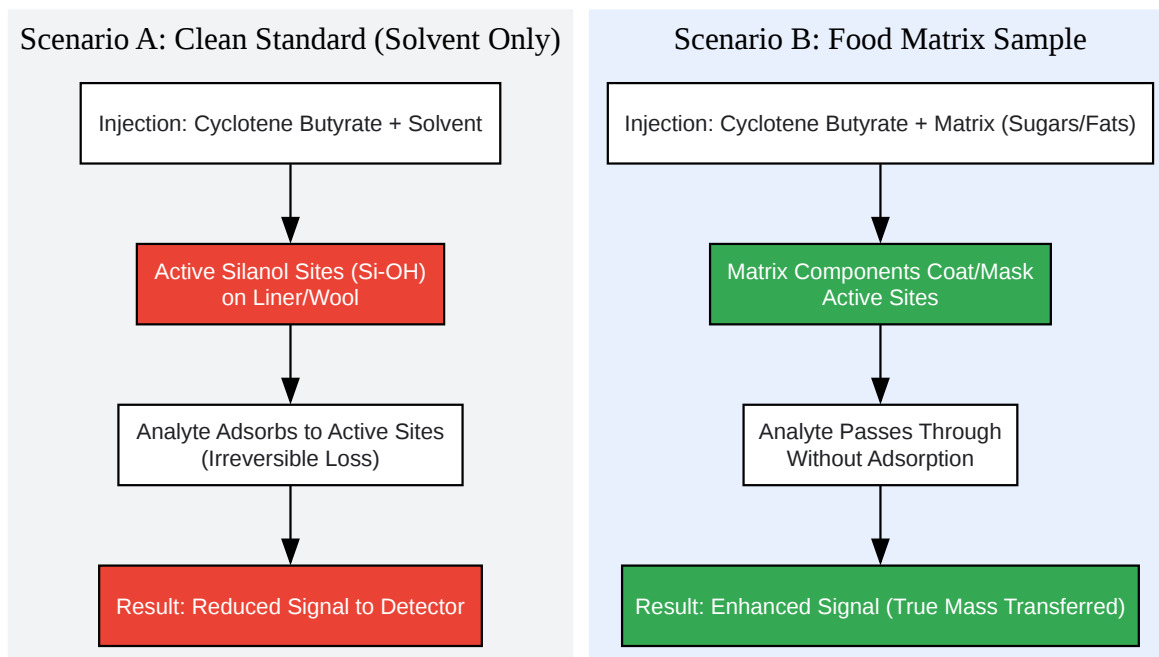 Scenario A: Clean Standard (Solvent Only)
Injection: Cyclotene Butyrate + Solvent
Active Silanol Sites (Si-OH)
on Liner/Wool
Analyte Adsorbs to Active Sites
(Irreversible Loss)
Result: Reduced Signal to Detector
Scenario B: Food Matrix Sample
Injection: Cyclotene Butyrate + Matrix (Sugars/Fats)
Matrix Components Coat/Mask
Active Sites
Analyte Passes Through
Without Adsorption
Result: Enhanced Signal (True Mass Transferred)